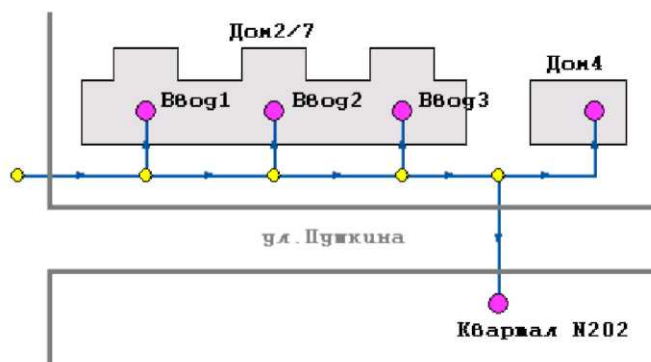 Дом2/7
Дом4
Ввод1 Ввод2 Ввод3
ул.Пушкина
Квартал N202